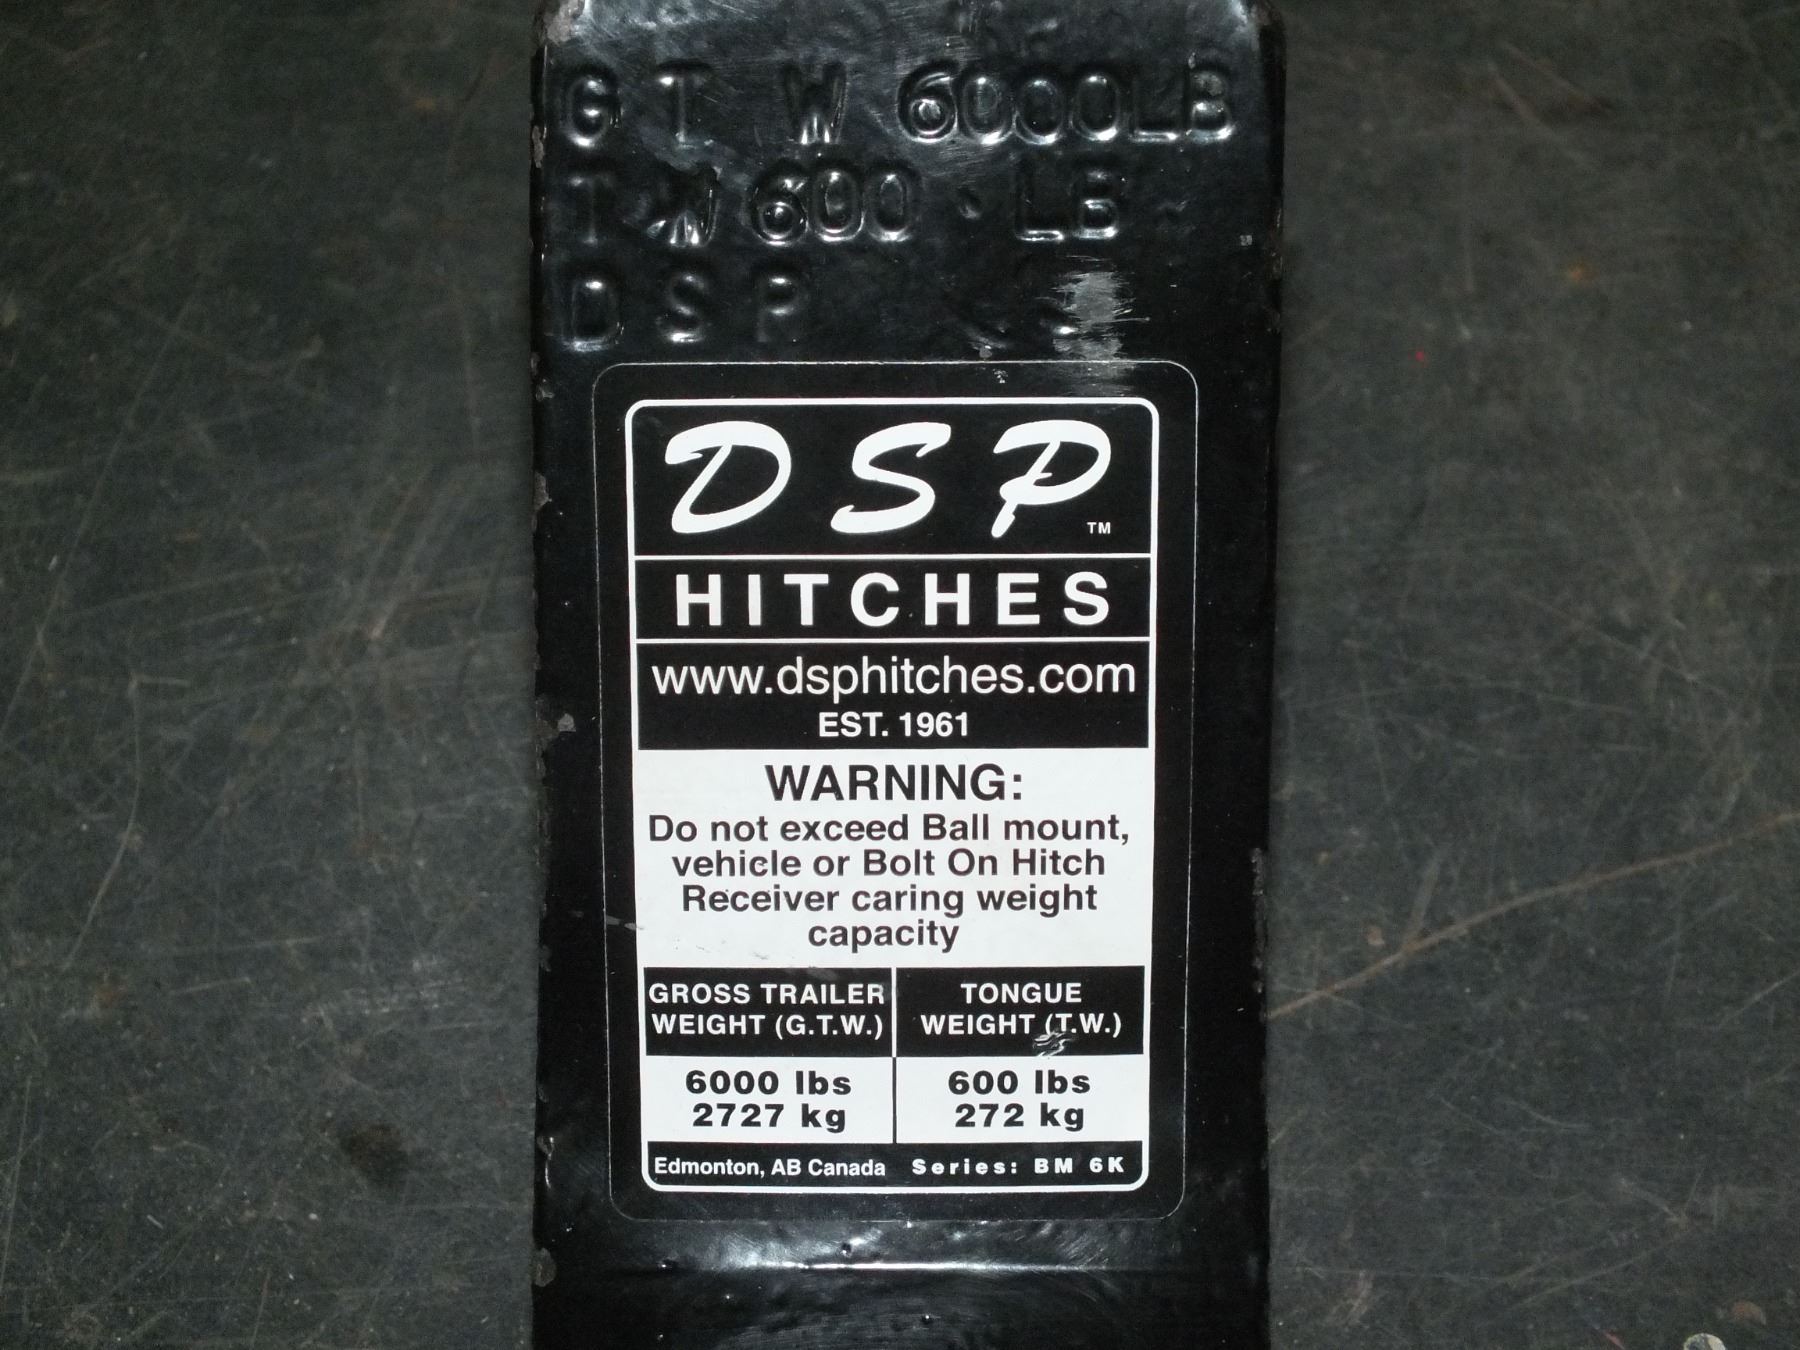 G T W 6000LB
T W 600 LB
DSP
DSP
TM
HITCHES
www.dsphitches.com
EST. 1961
WARNING:
Do not exceed Ball mount,
vehicle or Bolt On Hitch
Receiver caring weight
capacity
GROSS TRAILER
WEIGHT (G.T.W.)
TONGUE
WEIGHT (T.W.)
6000 lbs
2727 kg
600 lbs
272 kg
Edmonton, AB Canada Series: BM 6K